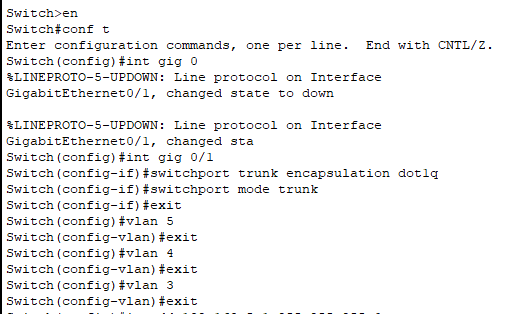 Switch>en
Switch#conf t
Enter configuration commands, one per line.  End with CNTL/Z.
Switch(config)#int gig 0
%LINEPROTO-5-UPDOWN: Line protocol on Interface
GigabitEthernet0/1, changed state to down
%LINEPROTO-5-UPDOWN: Line protocol on Interface
GigabitEthernet0/1, changed sta
Switch(config)#int gig 0/1
Switch(config-if)#switchport trunk encapsulation dot1q
Switch(config-if)#switchport mode trunk
Switch(config-if)#exit
Switch(config)#vlan 5
Switch(config-vlan)#exit
Switch(config)#vlan 4
Switch(config-vlan)#exit
Switch(config)#vlan 3
Switch(config-vlan)#exit